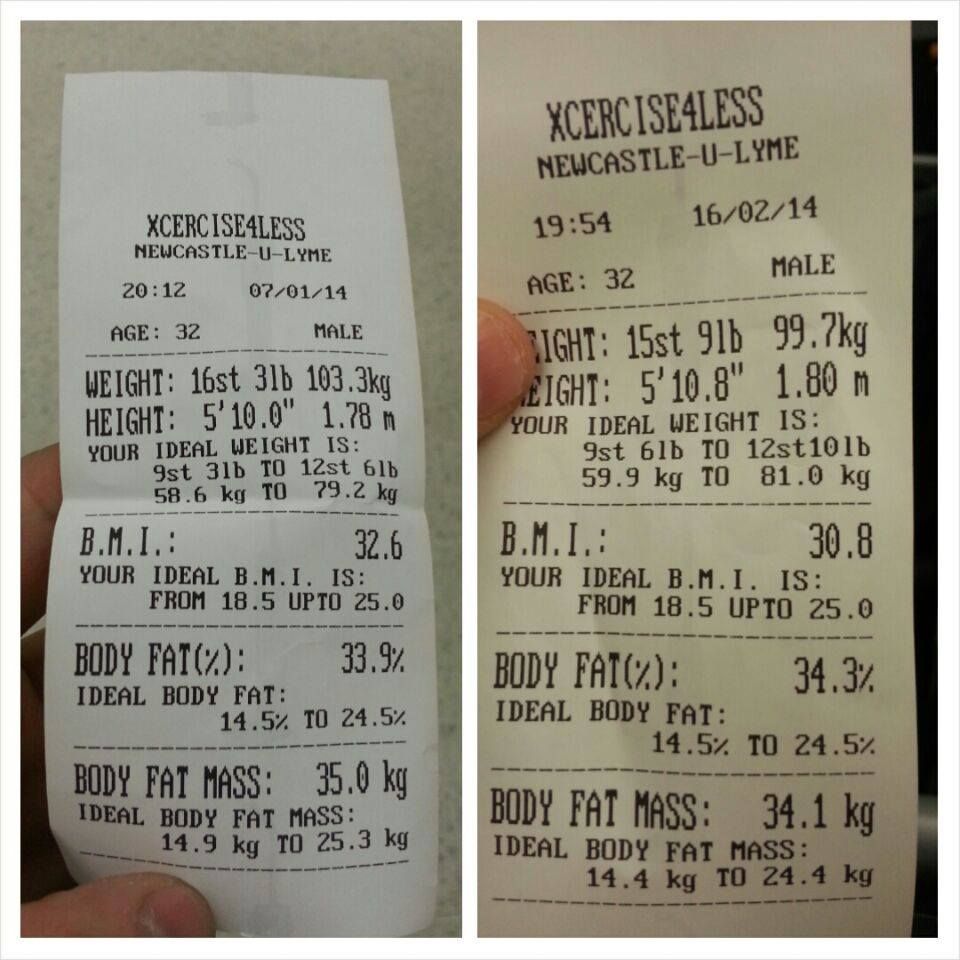 XCERCISE4LESS
NEWCASTLE-U-LYME
20:12 07/01/14
AGE: 32 MALE
WEIGHT: 16st 3lb 103.3kg
HEIGHT: 5'10.0" 1.78 m
YOUR IDEAL WEIGHT IS:
9st 3lb TO 12st 6lb
58.6 kg TO 79.2 kg
B.M.I.: 32.6
YOUR IDEAL B.M.I. IS:
FROM 18.5 UPTO 25.0
BODY FAT(%): 33.9%
IDEAL BODY FAT:
14.5% TO 24.5%
BODY FAT MASS: 35.0 kg
IDEAL BODY FAT MASS:
14.9 kg TO 25.3 kg
XCERCISE4LESS
NEWCASTLE-U-LYME
19:54 16/02/14
AGE: 32 MALE
EIGHT: 15st 9lb 99.7kg
EIGHT: 5'10.8" 1.80 m
YOUR IDEAL WEIGHT IS:
9st 6lb TO 12st10lb
59.9 kg TO 81.0 kg
B.M.I.: 30.8
YOUR IDEAL B.M.I. IS:
FROM 18.5 UPTO 25.0
BODY FAT(%): 34.3%
IDEAL BODY FAT:
14.5% TO 24.5%
BODY FAT MASS: 34.1 kg
IDEAL BODY FAT MASS:
14.4 kg TO 24.4 kg